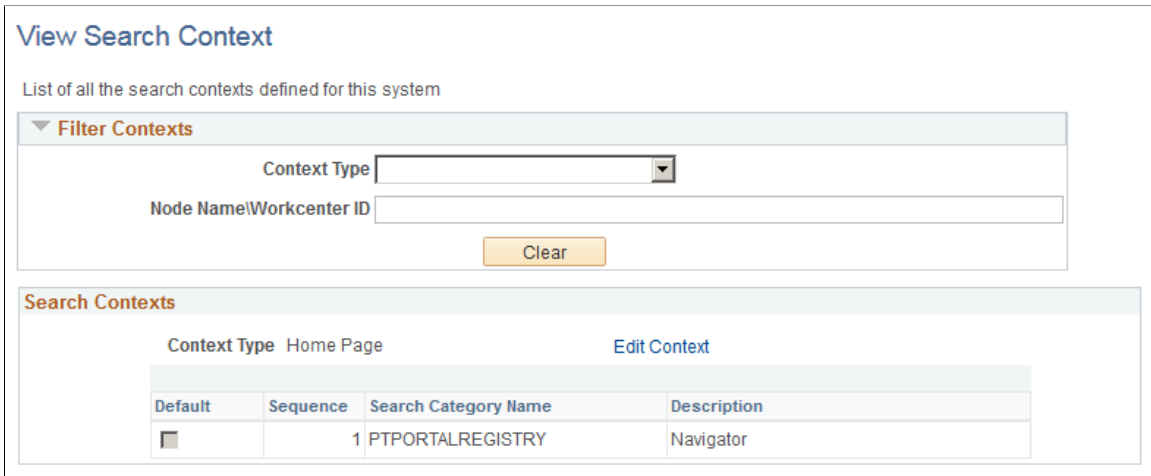 View Search Context
List of all the search contexts defined for this system
Filter Contexts
Context Type
Node Name\Workcenter ID
Clear
Search Contexts
Context Type Home Page Edit Context
Default Sequence Search Category Name Description
1 PTPORTALREGISTRY Navigator